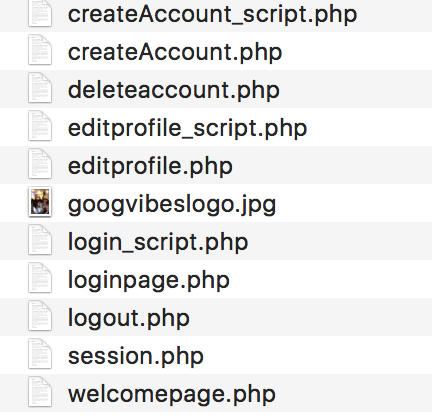 createAccount_script.php
createAccount.php
deleteaccount.php
editprofile_script.php
editprofile.php
googvibeslogo.jpg
login_script.php
loginpage.php
logout.php
session.php
welcomepage.php